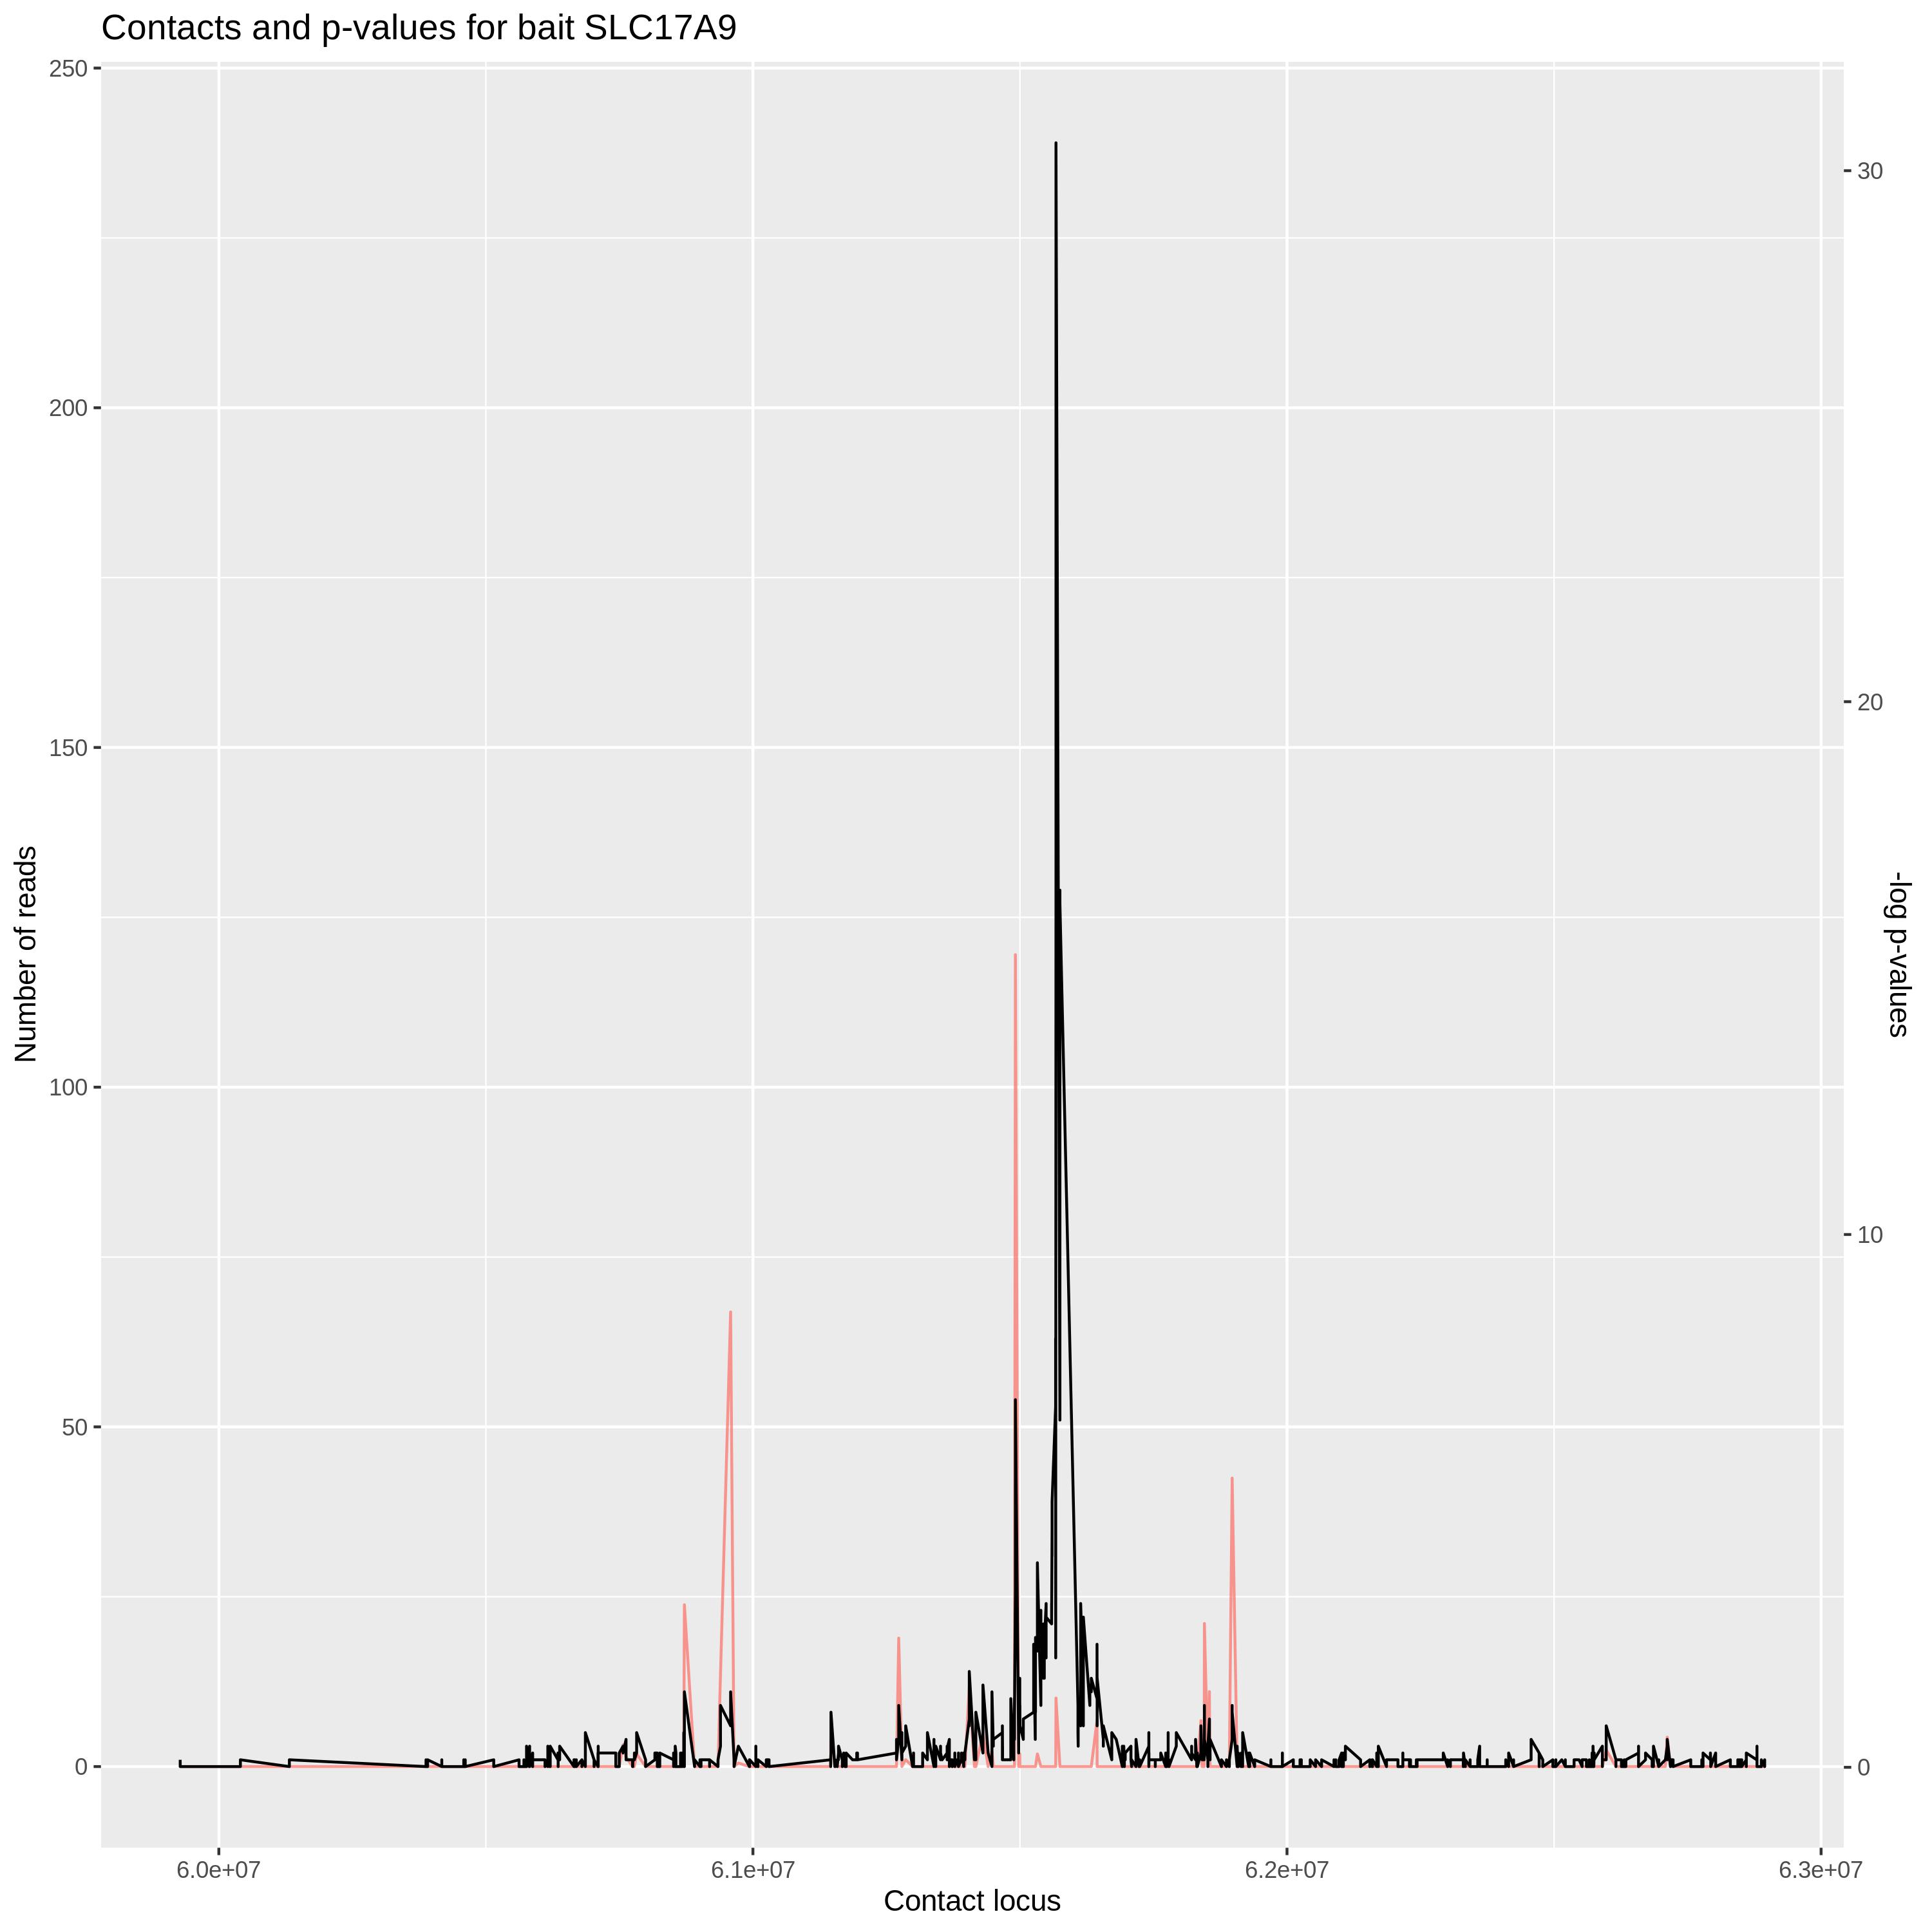 Contacts and p-values for bait SLC17A9
250
200
150
100
50
0
Number of reads
30
20
10
0
-log p-values
6.0e+07
6.1e+07
6.2e+07
6.3e+07
Contact locus